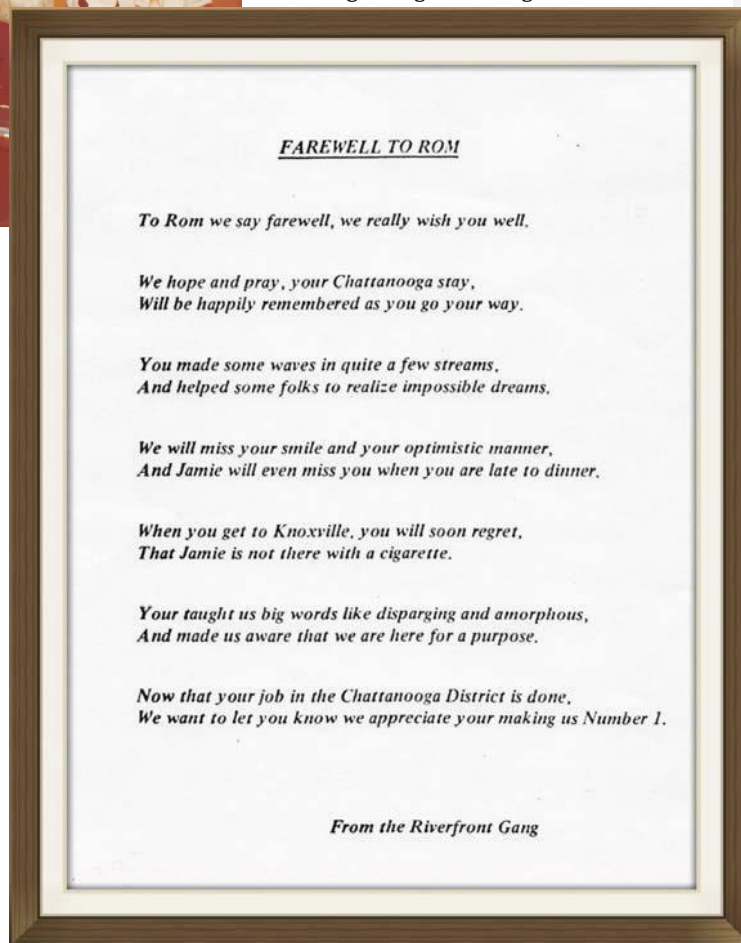 FAREWELL TO ROM
To Rom we say farewell, we really wish you well.
We hope and pray, your Chattanooga stay,
Will be happily remembered as you go your way.
You made some waves in quite a few streams,
And helped some folks to realize impossible dreams.
We will miss your smile and your optimistic manner,
And Jamie will even miss you when you are late to dinner.
When you get to Knoxville, you will soon regret,
That Jamie is not there with a cigarette.
Your taught us big words like disparging and amorphous,
And made us aware that we are here for a purpose.
Now that your job in the Chattanooga District is done,
We want to let you know we appreciate your making us Number 1.
From the Riverfront Gang